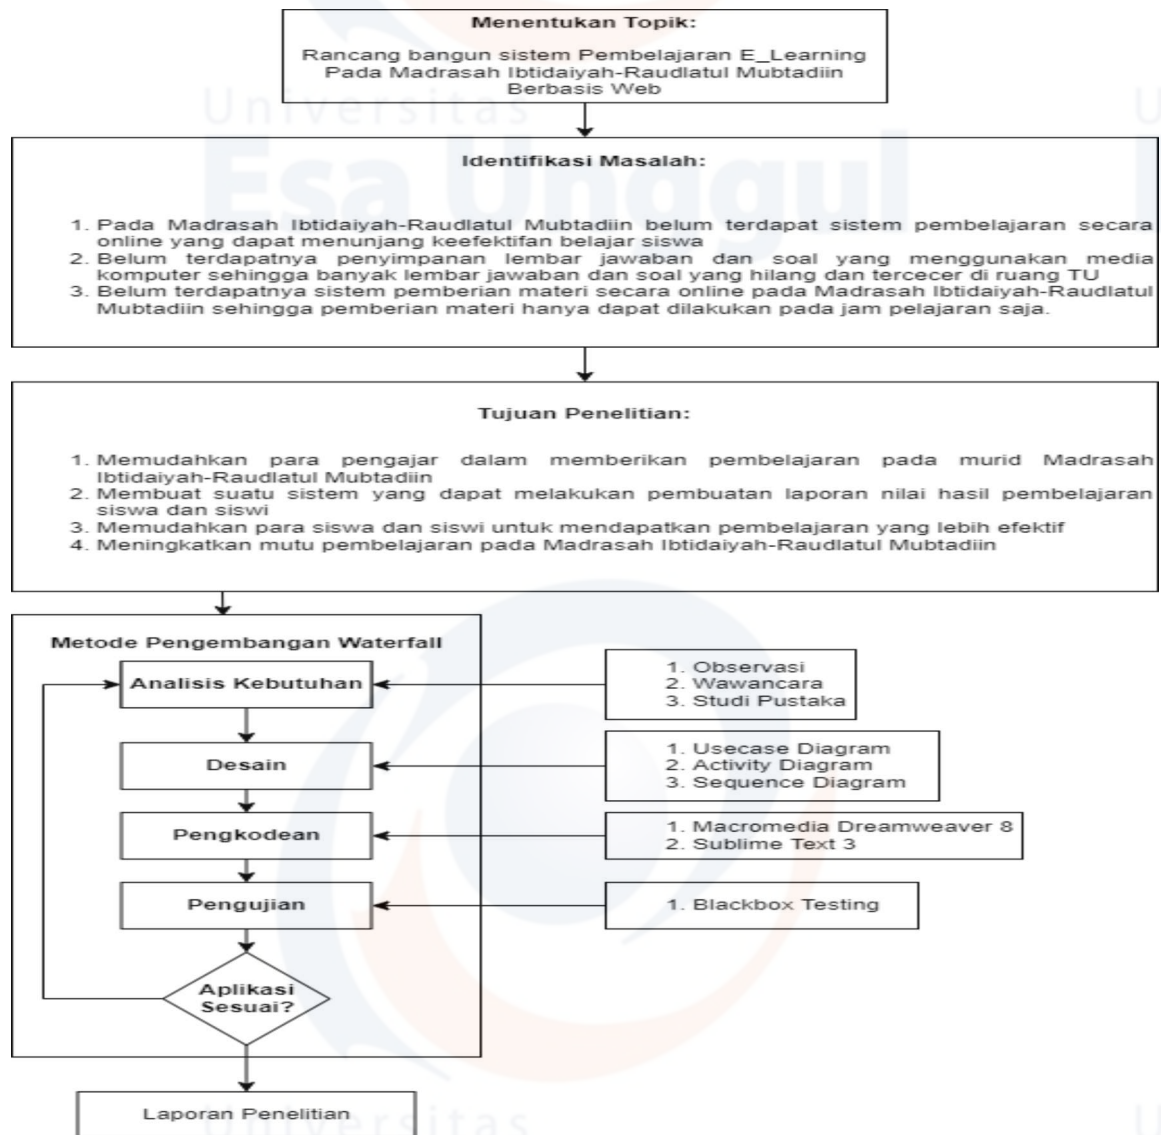 Menentukan Topik:
Rancang bangun sistem Pembelajaran E_Learning
Pada Madrasah Ibtidaiyah-Raudlatul Mubtadiin
Berbasis Web
Universitas
Esa Unggul
Identifikasi Masalah:
1. Pada Madrasah Ibtidaiyah-Raudlatul Mubtadiin belum terdapat sistem pembelajaran secara
online yang dapat menunjang keefektifan belajar siswa
2. Belum terdapatnya penyimpanan lembar jawaban dan soal yang menggunakan media
komputer sehingga banyak lembar jawaban dan soal yang hilang dan tercecer di ruang TU
3. Belum terdapatnya sistem pemberian materi secara online pada Madrasah Ibtidaiyah-Raudlatul
Mubtadiin sehingga pemberian materi hanya dapat dilakukan pada jam pelajaran saja.
Tujuan Penelitian:
1. Memudahkan para pengajar dalam memberikan pembelajaran pada murid Madrasah
Ibtidaiyah-Raudlatul Mubtadiin
2. Membuat suatu sistem yang dapat melakukan pembuatan laporan nilai hasil pembelajaran
siswa dan siswi
3. Memudahkan para siswa dan siswi untuk mendapatkan pembelajaran yang lebih efektif
4. Meningkatkan mutu pembelajaran pada Madrasah Ibtidaiyah-Raudlatul Mubtadiin
Metode Pengembangan Waterfall
Analisis Kebutuhan
1. Observasi
2. Wawancara
3. Studi Pustaka
Desain
1. Usecase Diagram
2. Activity Diagram
3. Sequence Diagram
Pengkodean
1. Macromedia Dreamweaver 8
2. Sublime Text 3
Pengujian
1. Blackbox Testing
Aplikasi
Sesuai?
Laporan Penelitian
Universitas